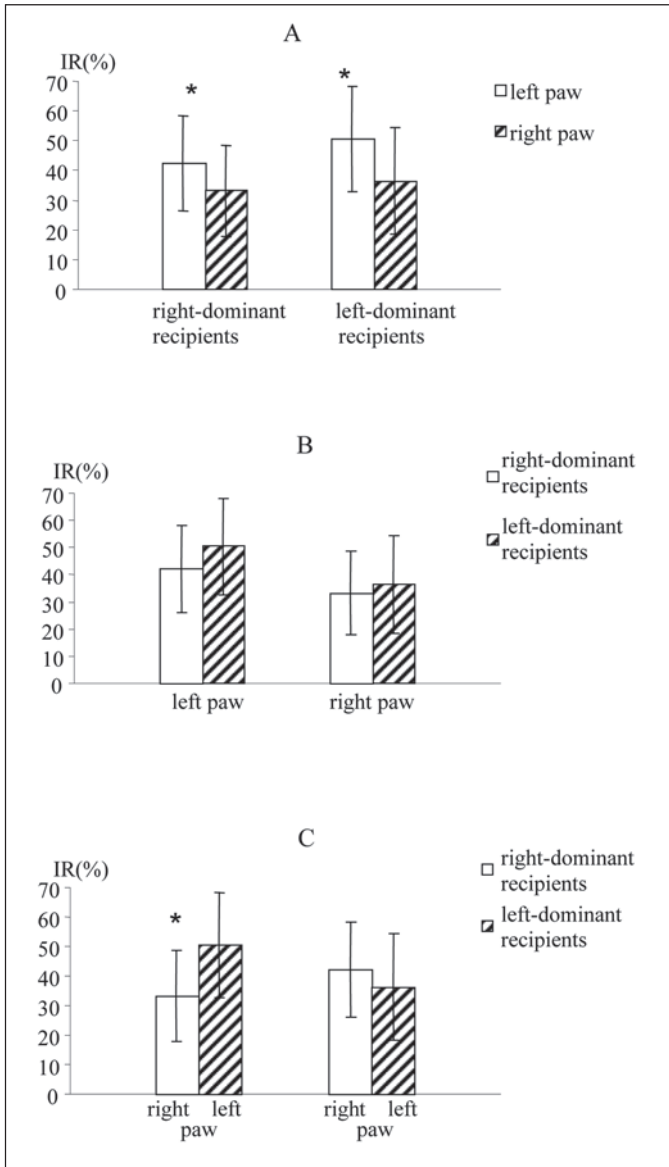 A
IR(%)
70
60
50
40
30
20
10
0
*
*
left paw
right paw
right-dominant
recipients
left-dominant
recipients
B
IR(%)
70
60
50
40
30
20
10
0
right-dominant
recipients
left-dominant
recipients
left paw
right paw
C
IR(%)
70
60
50
40
30
20
10
0
*
right-dominant
recipients
left-dominant
recipients
right left
paw
right left
paw